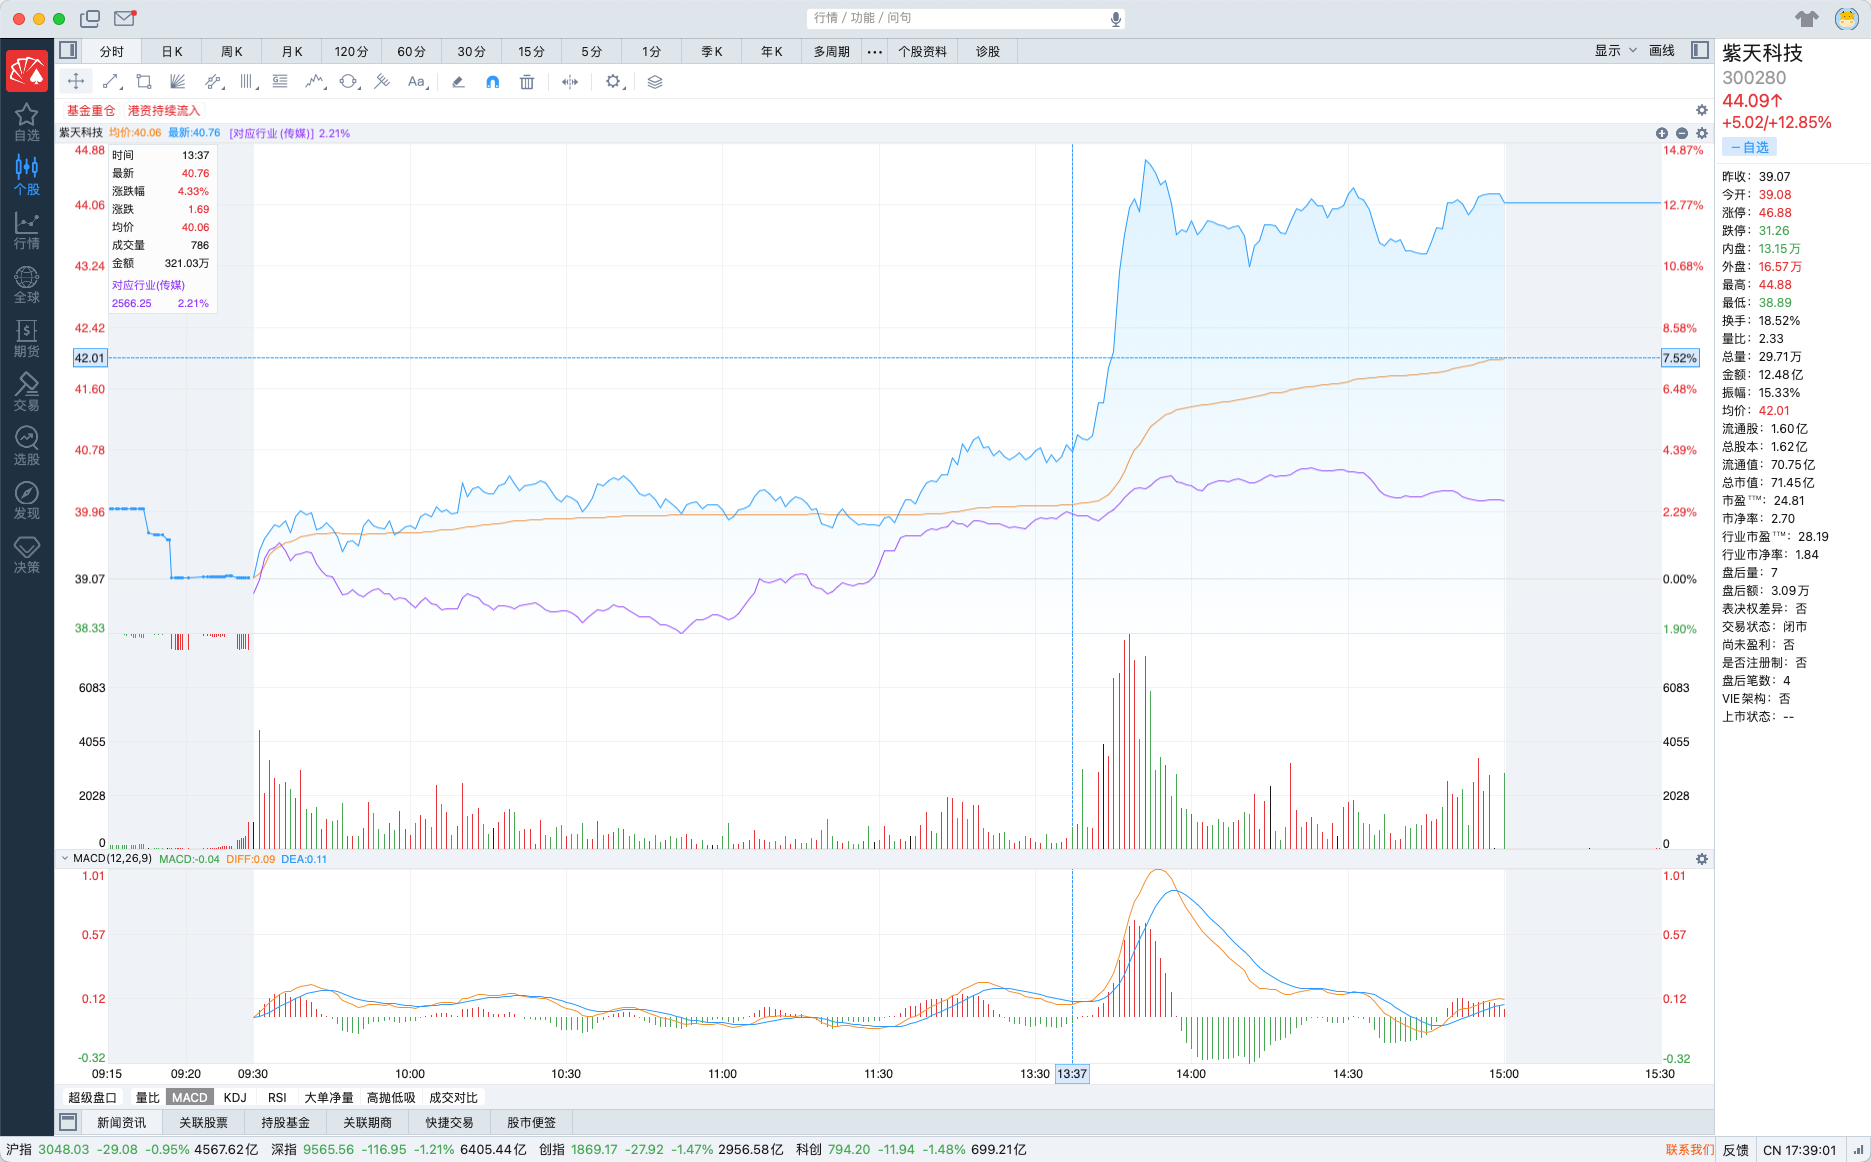 行情 / 功能 / 问句
分时 日K 周K 月K 120分 60分 30分 15分 5分 1分 季K 年K 多周期 ••• 个股资料 诊股 显示 画线
Aa
基金重仓 港资持续流入
紫天科技 均价:40.06 最新:40.76 [对应行业 (传媒)] 2.21%
自选
个股
行情
全球
期货
交易
选股
发现
决策
时间 13:37
最新 40.76
涨跌幅 4.33%
涨跌 1.69
均价 40.06
成交量 786
金额 321.03万
对应行业(传媒)
2566.25 2.21%
44.88 14.87%
44.06 12.77%
43.24 10.68%
42.42 8.58%
42.01 7.52%
41.60 6.48%
40.78 4.39%
39.96 2.29%
39.07 0.00%
38.33 1.90%
6083 6083
4055 4055
2028 2028
0 0
MACD(12,26,9) MACD:-0.04 DIFF:0.09 DEA:0.11
1.01 1.01
0.57 0.57
0.12 0.12
-0.32 -0.32
09:15 09:20 09:30 10:00 10:30 11:00 11:30 13:30 13:37 14:00 14:30 15:00 15:30
超级盘口 量比 MACD KDJ RSI 大单净量 高抛低吸 成交对比
新闻资讯 关联股票 持股基金 关联期商 快捷交易 股市便签
紫天科技
300280
44.09↑
+5.02/+12.85%
－自选
昨收： 39.07
今开： 39.08
涨停： 46.88
跌停： 31.26
内盘： 13.15万
外盘： 16.57万
最高： 44.88
最低： 38.89
换手： 18.52%
量比： 2.33
总量： 29.71万
金额： 12.48亿
振幅： 15.33%
均价： 42.01
流通股： 1.60亿
总股本： 1.62亿
流通值： 70.75亿
总市值： 71.45亿
市盈TTM： 24.81
市净率： 2.70
行业市盈TTM： 28.19
行业市净率： 1.84
盘后量： 7
盘后额： 3.09万
表决权差异： 否
交易状态： 闭市
尚未盈利： 否
是否注册制： 否
盘后笔数： 4
VIE架构： 否
上市状态： --
沪指 3048.03 -29.08 -0.95% 4567.62亿 深指 9565.56 -116.95 -1.21% 6405.44亿 创指 1869.17 -27.92 -1.47% 2956.58亿 科创 794.20 -11.94 -1.48% 699.21亿 联系我们 反馈 CN 17:39:01